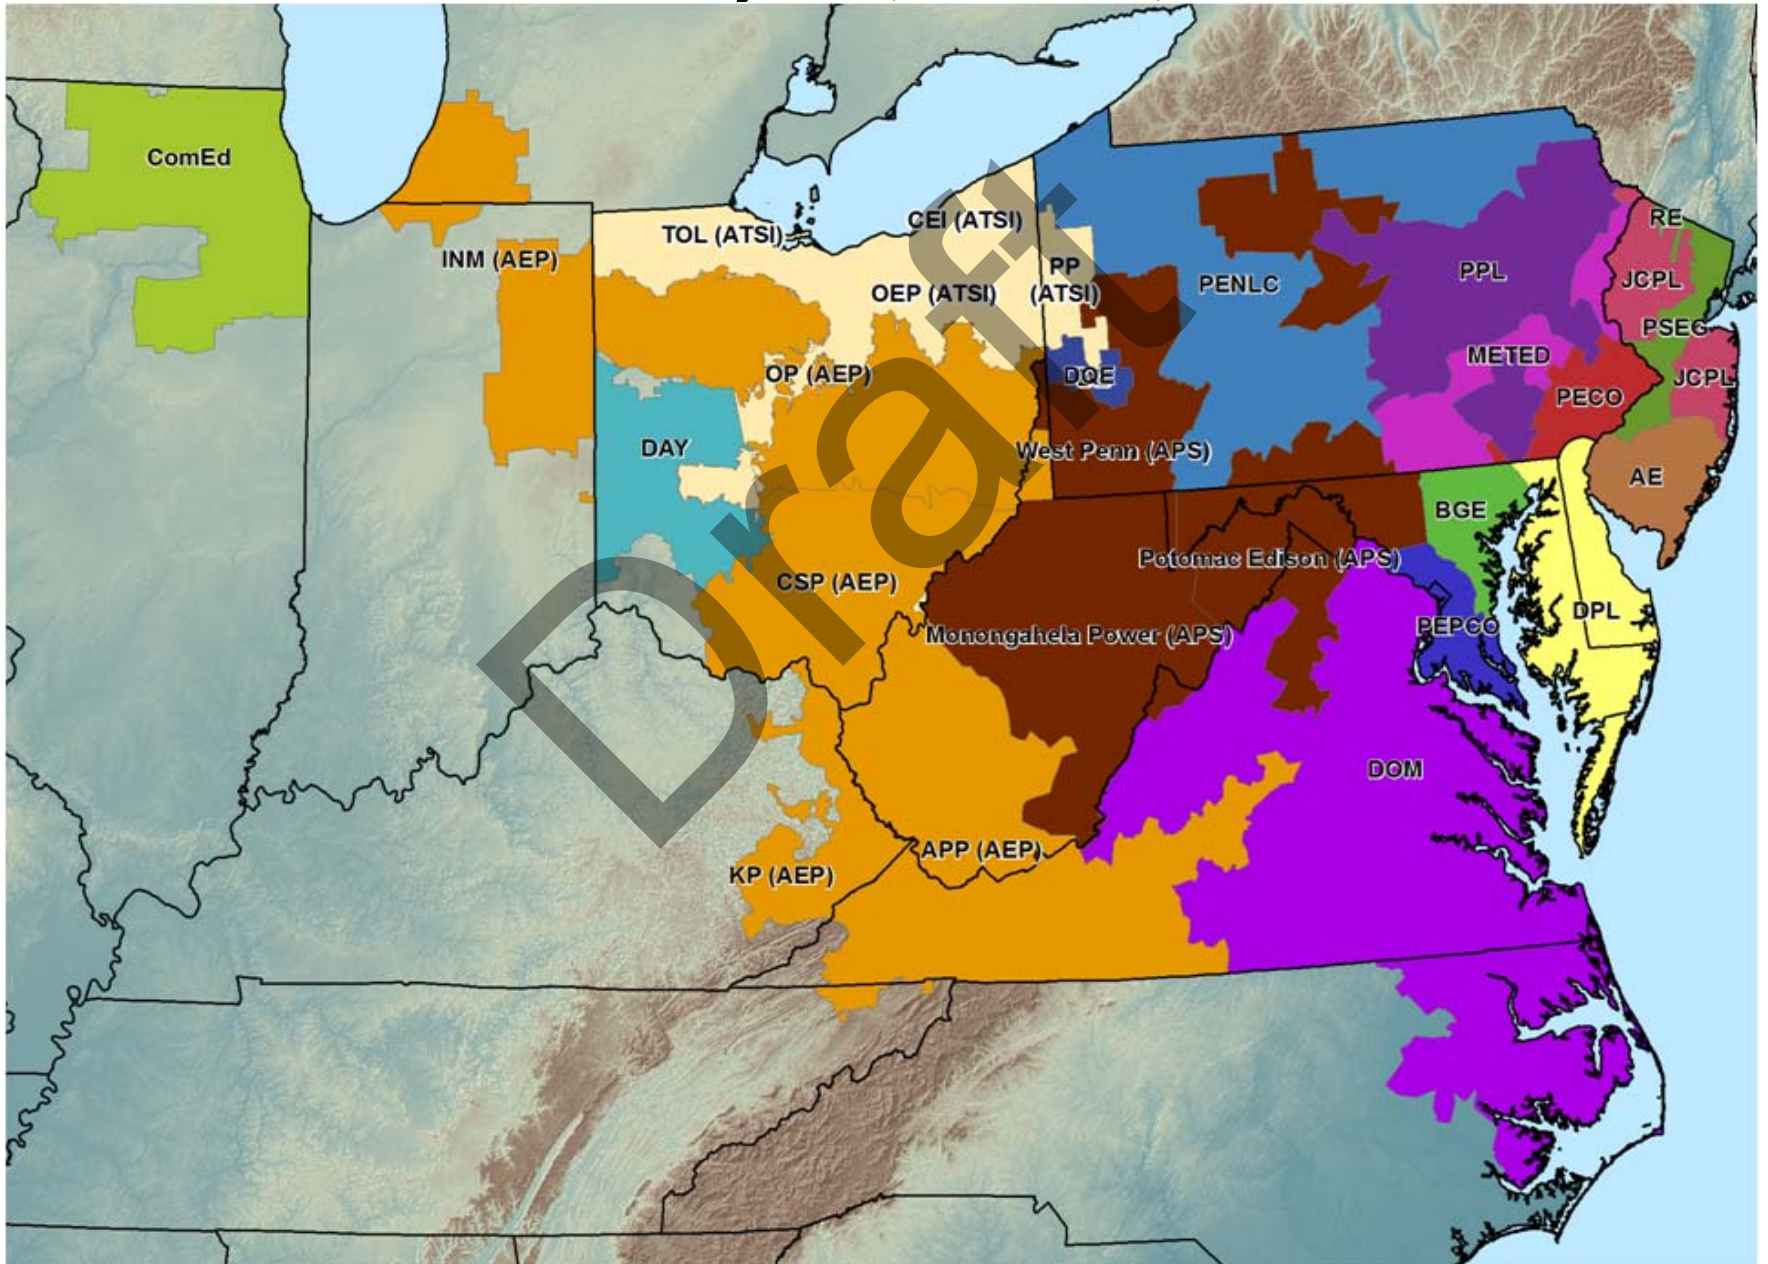 ComEd
RE
CEI (ATSI)
TOL (ATSI)
INM (AEP)
PP
(ATSI)
PPL
PENLC
JCPL
OEP (ATSI)
PSEG
METED
OP (AEP)
DQE
JCPL
PECO
DAY
West Penn (APS)
AE
BGE
Potomac Edison (APS)
CSP (AEP)
DPL
PEPCO
Monongahela Power (APS)
DOM
APP (AEP)
KP (AEP)
Draft